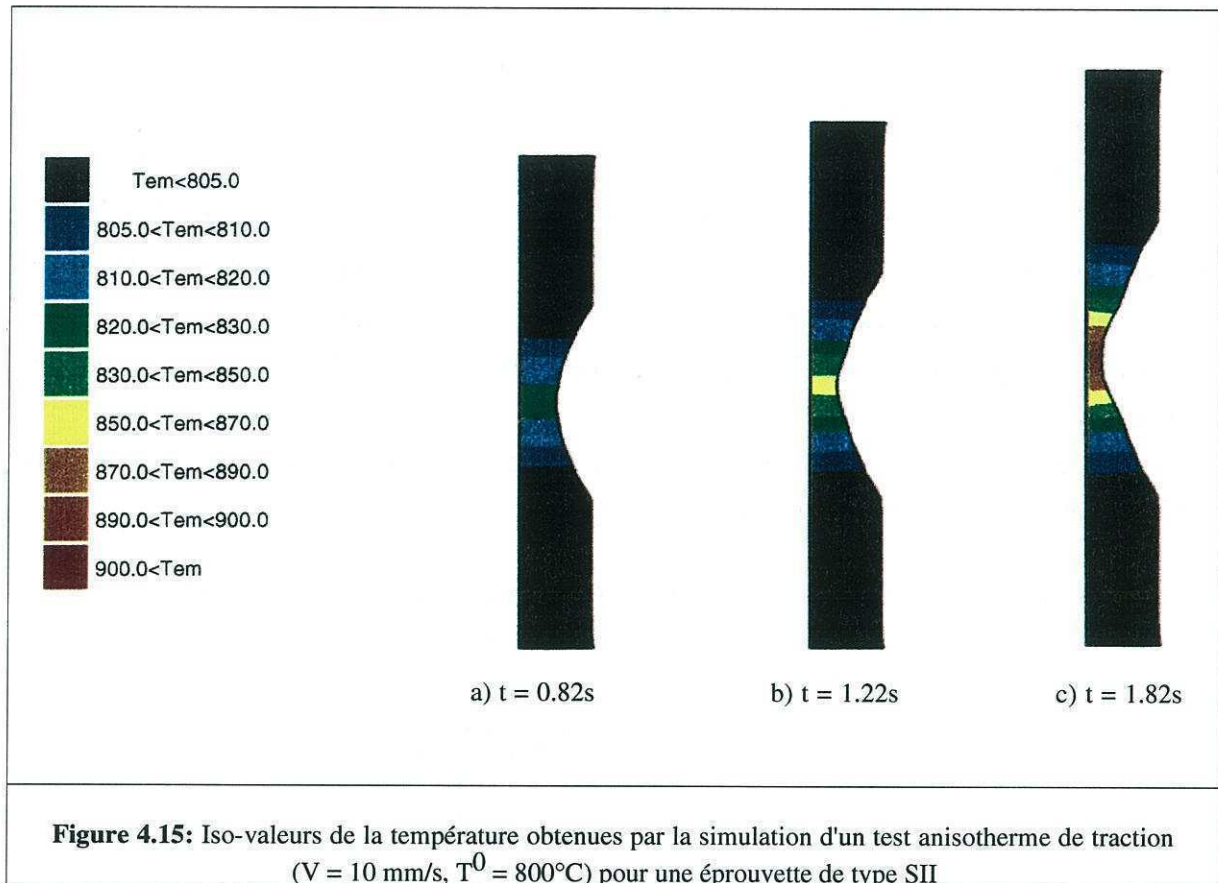 Tem<805.0
805.0<Tem<810.0
810.0<Tem<820.0
820.0<Tem<830.0
830.0<Tem<850.0
850.0<Tem<870.0
870.0<Tem<890.0
890.0<Tem<900.0
900.0<Tem
a) t = 0.82s
b) t = 1.22s
c) t = 1.82s
Figure 4.15: Iso-valeurs de la température obtenues par la simulation d'un test anisotherme de traction
(V = 10 mm/s, T⁰ = 800°C) pour une éprouvette de type SII